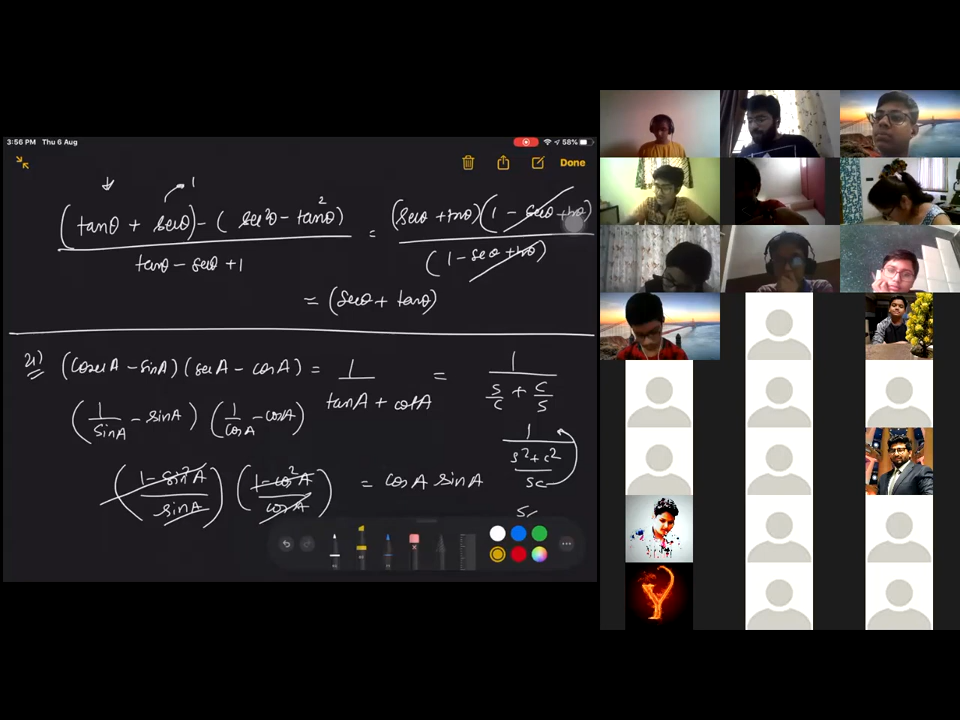 3:56 PM Thu 6 Aug 58%
Done
1
(tanθ + secθ) - (sec²θ - tan²θ) / tanθ - secθ + 1 = (secθ + tanθ)(1 - secθ + tanθ) / (1 - secθ + tanθ)
= (secθ + tanθ)
21) (cosecA - sinA)(secA - cosA) = 1 / tanA + cotA = 1 / s/c + c/s
(1/sinA - sinA) (1/cosA - cosA)
1 / s²+c² / sc
(1 - sin²A / sinA) (1 - cos²A / cosA) = cosA sinA
sc